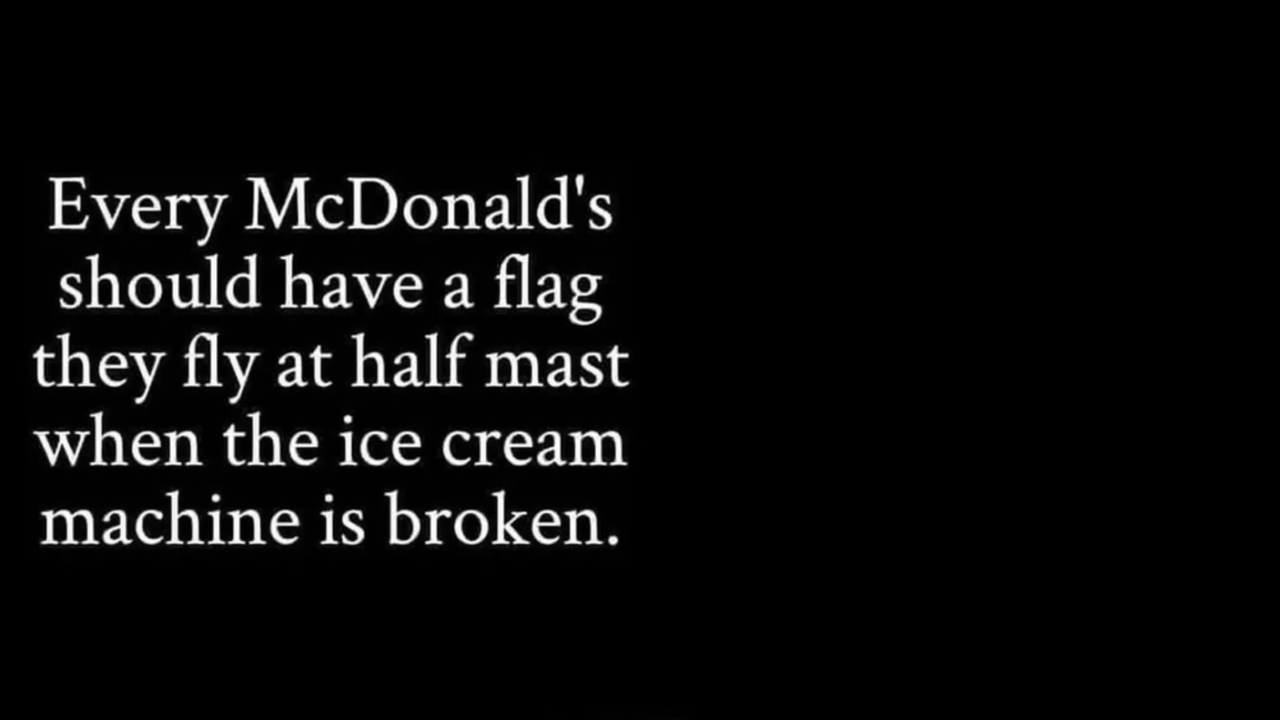 Every McDonald's
should have a flag
they fly at half mast
when the ice cream
machine is broken.